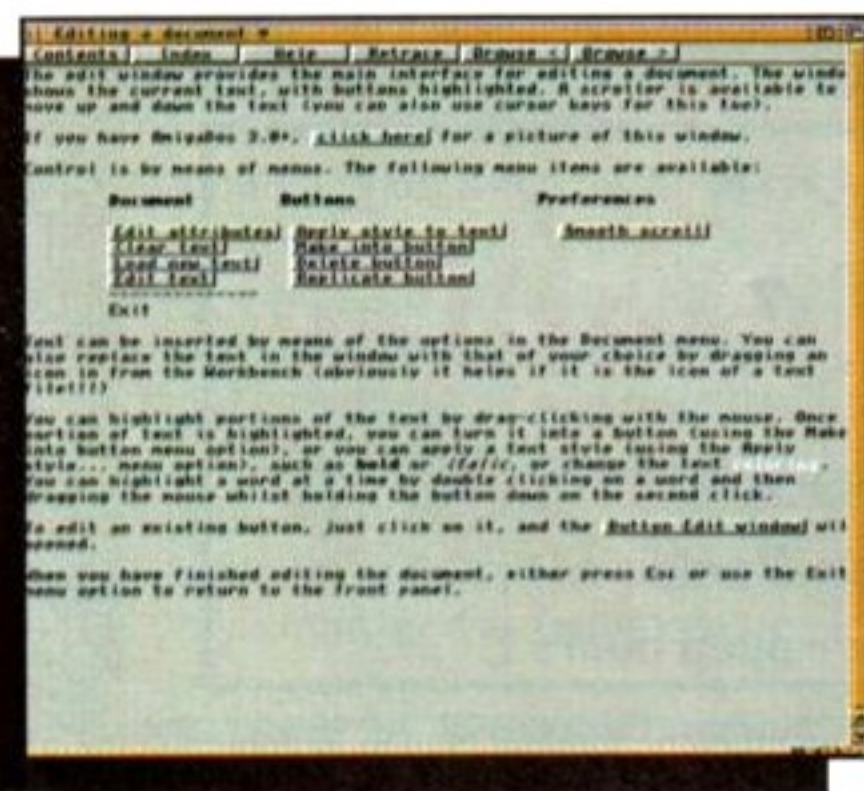 Editing a document
Contents Index Help Retrace Browse < Browse >
The edit window provides the main interface for editing a document. The windo
shows the current text, with buttons highlighted. A scroller is available to
move up and down the text (you can also use cursor keys for this too).
If you have AmigaDos 3.0+, click here for a picture of this window.
Control is by means of menus. The following menu items are available:
Document Buttons Preferences
Edit attributes Apply style to text Smooth scroll
Clear text Make into button
Load new text Delete button
Edit text Replicate button
Exit
Text can be inserted by means of the options in the Document menu. You can
also replace the text in the window with that of your choice by dragging an
icon in from the Workbench (obviously it helps if it is the icon of a text
file!!!)
You can highlight portions of the text by drag-clicking with the mouse. Once
portion of text is highlighted, you can turn it into a button (using the Make
into button menu option), or you can apply a text style (using the Apply
style... menu option), such as bold or italic, or change the text
You can highlight a word at a time by double clicking on a word and then
dragging the mouse whilst holding the button down on the second click.
To edit an existing button, just click on it, and the Button Edit window wil
opened.
When you have finished editing the document, either press Esc or use the Exit
menu option to return to the front panel.